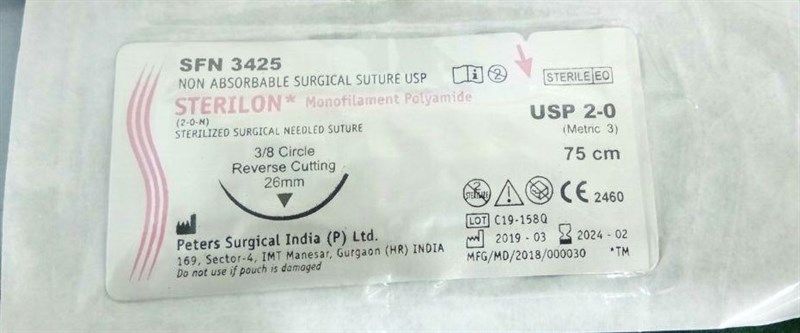 SFN 3425
NON ABSORBABLE SURGICAL SUTURE USP
STERILE EO
STERILON* Monofilament Polyamide
(2-0-N)
STERILIZED SURGICAL NEEDLED SUTURE
USP 2-0
(Metric 3)
75 cm
3/8 Circle
Reverse Cutting
26mm
CE 2460
LOT C19-158Q
2019 - 03 2024 - 02
MFG/MD/2018/000030 *TM
Peters Surgical India (P) Ltd.
169, Sector-4, IMT Manesar, Gurgaon (HR) INDIA
Do not use if pouch is damaged